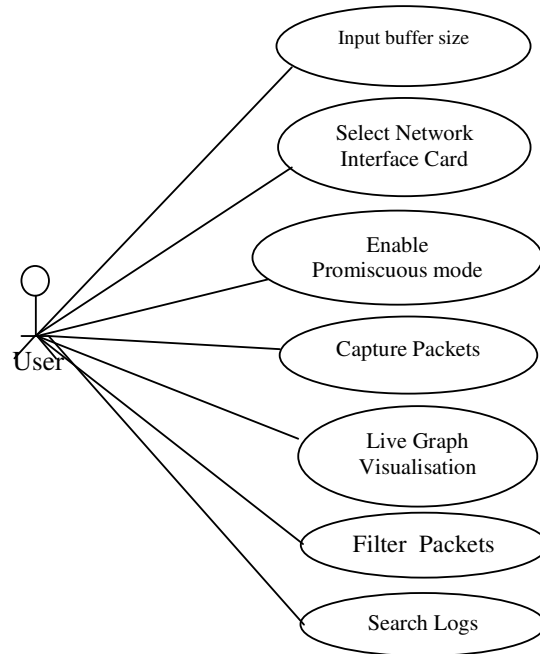 Input buffer size
Select Network
Interface Card
Enable
Promiscuous mode
User
Capture Packets
Live Graph
Visualisation
Filter Packets
Search Logs